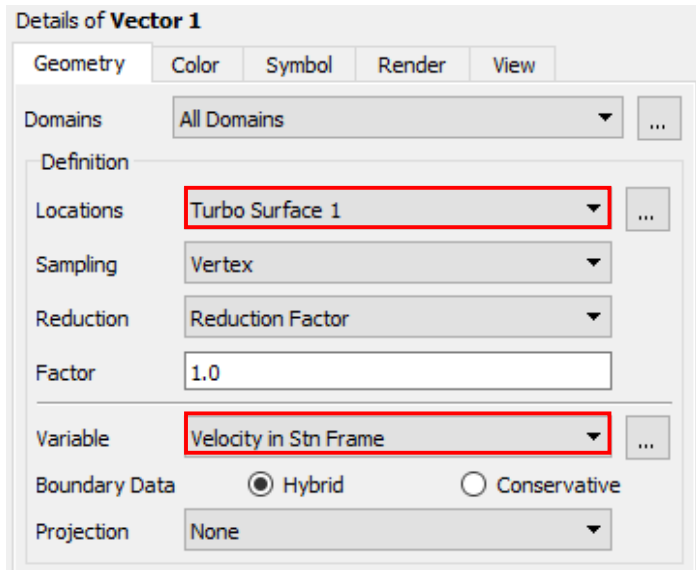 Details of Vector 1
Geometry Color Symbol Render View
Domains All Domains ...
Definition
Locations Turbo Surface 1 ...
Sampling Vertex
Reduction Reduction Factor
Factor 1.0
Variable Velocity in Stn Frame ...
Boundary Data Hybrid Conservative
Projection None